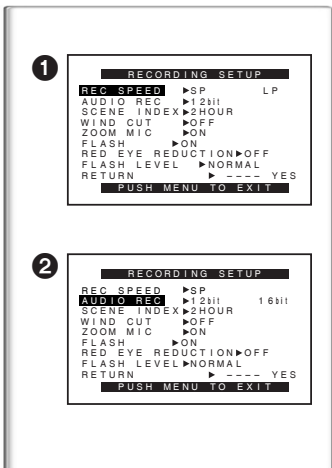 1
RECORDING SETUP
REC SPEED ▶SP LP
AUDIO REC ▶12bit
SCENE INDEX▶2HOUR
WIND CUT ▶OFF
ZOOM MIC ▶ON
FLASH ▶ON
RED EYE REDUCTION▶OFF
FLASH LEVEL ▶NORMAL
RETURN ▶ ---- YES
PUSH MENU TO EXIT
2
RECORDING SETUP
REC SPEED ▶SP
AUDIO REC ▶12bit 16bit
SCENE INDEX▶2HOUR
WIND CUT ▶OFF
ZOOM MIC ▶ON
FLASH ▶ON
RED EYE REDUCTION▶OFF
FLASH LEVEL▶NORMAL
RETURN ▶ ---- YES
PUSH MENU TO EXIT